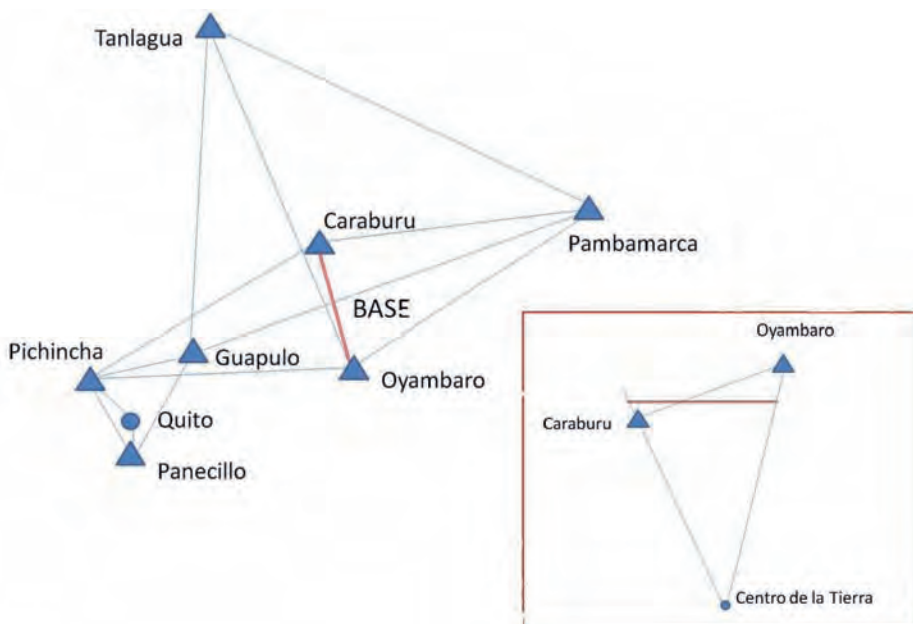 Tanlagua
Caraburu
Pambamarca
BASE
Pichincha
Guapulo
Oyambaro
Quito
Panecillo
Oyambaro
Caraburu
Centro de la Tierra